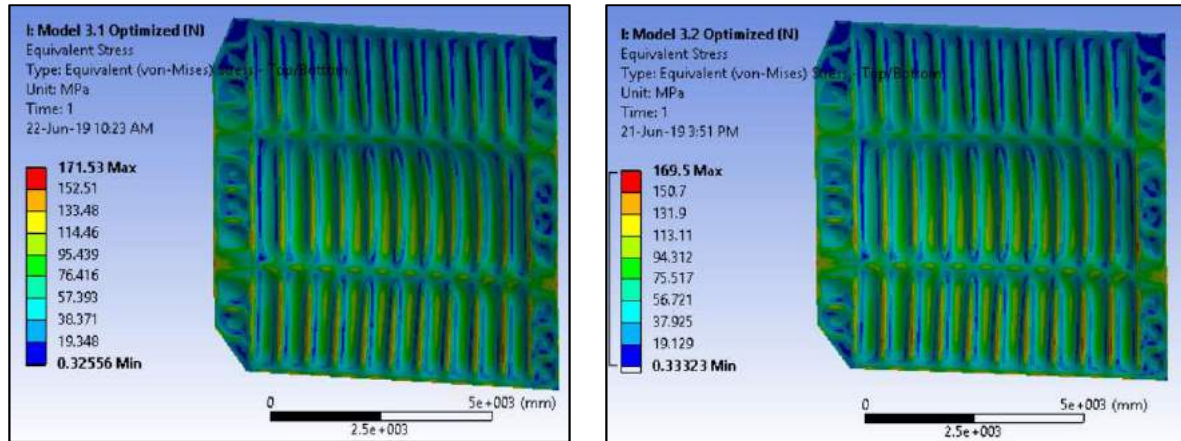 I: Model 3.1 Optimized (N)
Equivalent Stress
Type: Equivalent (von-Mises) Stress - Top/Bottom
Unit: MPa
Time: 1
22-Jun-19 10:23 AM
171.53 Max
152.51
133.48
114.46
95.439
76.416
57.393
38.371
19.348
0.32556 Min
0
5e+003 (mm)
2.5e+003
I: Model 3.2 Optimized (N)
Equivalent Stress
Type: Equivalent (von-Mises) Stress - Top/Bottom
Unit: MPa
Time: 1
21-Jun-19 3:51 PM
169.5 Max
150.7
131.9
113.11
94.312
75.517
56.721
37.925
19.129
0.33323 Min
0
5e+003 (mm)
2.5e+003